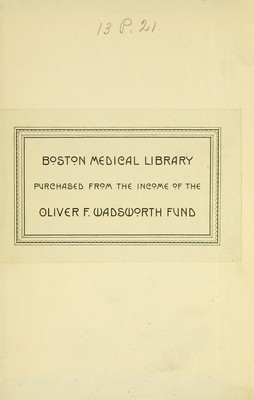 13 P. 21.
BOSTON MEDICAL LIBRARY
PURCHASED FROM THE INCOME OF THE
OLIVER F. WADSWORTH FUND